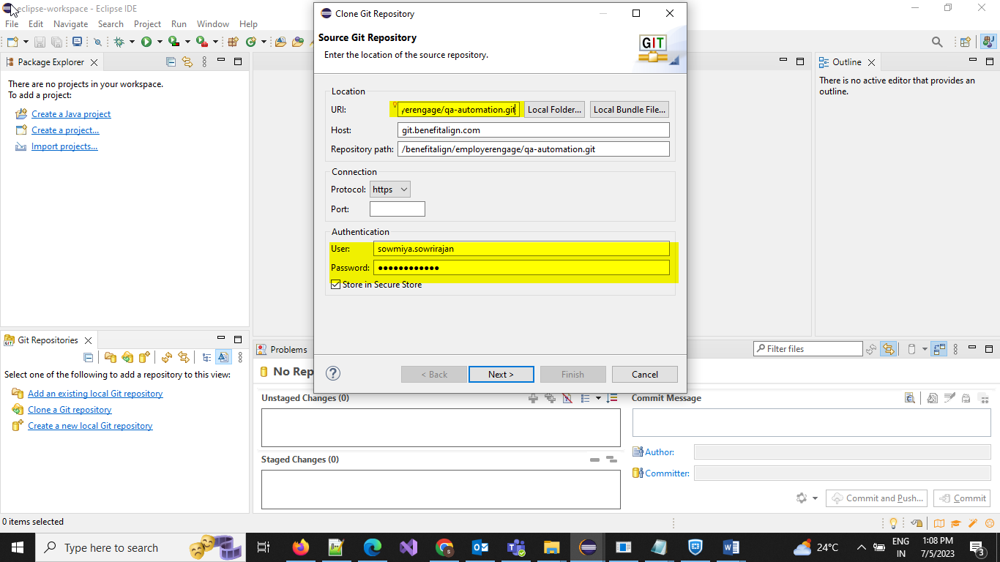 eclipse-workspace - Eclipse IDE
File Edit Navigate Search Project Run Window Help
Package Explorer
There are no projects in your workspace.
To add a project:
Create a Java project
Create a project...
Import projects...
Clone Git Repository
Source Git Repository
Enter the location of the source repository.
GIT
Location
URI: yerengage/qa-automation.git Local Folder... Local Bundle File...
Host: git.benefitalign.com
Repository path: /benefitalign/employerengage/qa-automation.git
Connection
Protocol: https
Port:
Authentication
User: sowmiya.sowrirajan
Password: ●●●●●●●●●●●●
Store in Secure Store
< Back Next > Finish Cancel
Outline
There is no active editor that provides an
outline.
Git Repositories
Select one of the following to add a repository to this view:
Add an existing local Git repository
Clone a Git repository
Create a new local Git repository
Problems
Filter files
No Rep
Unstaged Changes (0)
Staged Changes (0)
Commit Message
Author:
Committer:
Commit and Push... Commit
0 items selected
Type here to search
24°C
ENG
IN
1:08 PM
7/5/2023
3